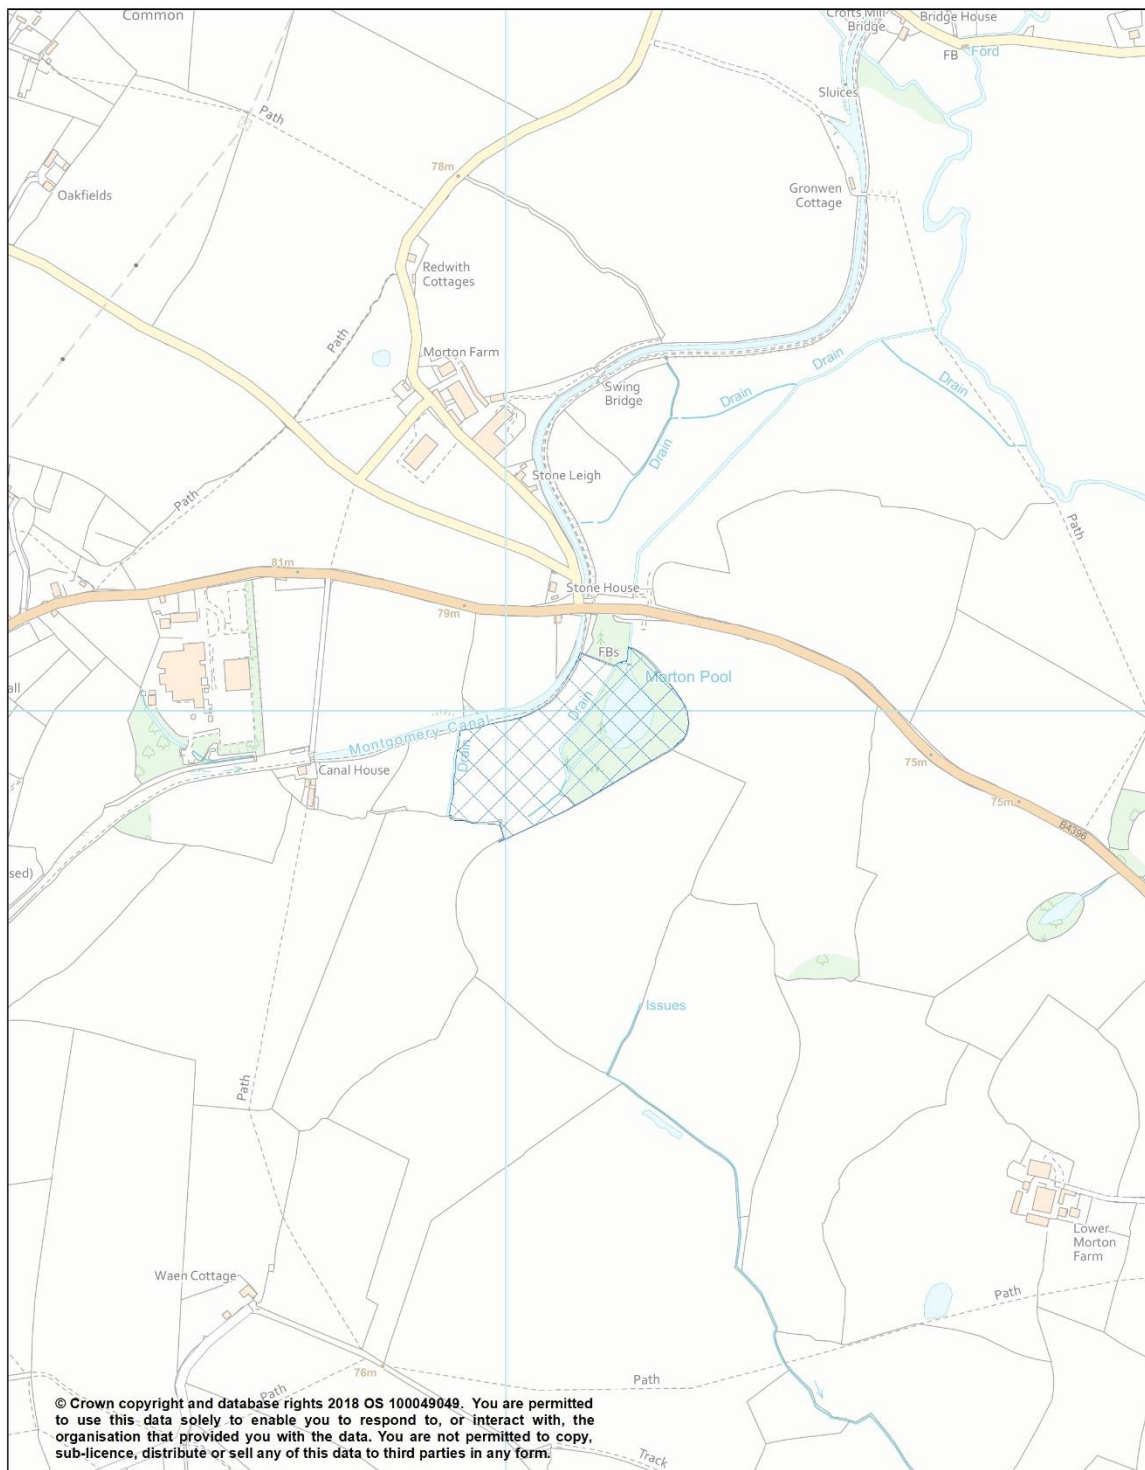 Common
Crofts Mill
Bridge
Bridge House
FB
Ford
Sluices
Path
78m
Oakfields
Gronwen
Cottage
Redwith
Cottages
Path
Morton Farm
Drain
Swing
Bridge
Drain
Drain
Drain
Stone Leigh
Path
Path
81m
79m
Stone House
FBs
Morton Pool
Drain
Montgomery Canal
Drain
Canal House
75m
75m
B4396
sed)
Issues
Path
Lower
Morton
Farm
Waen Cottage
Path
76m
Path
Path
© Crown copyright and database rights 2018 OS 100049049. You are permitted
to use this data solely to enable you to respond to, or interact with, the
organisation that provided you with the data. You are not permitted to copy,
sub-licence, distribute or sell any of this data to third parties in any form.
Track